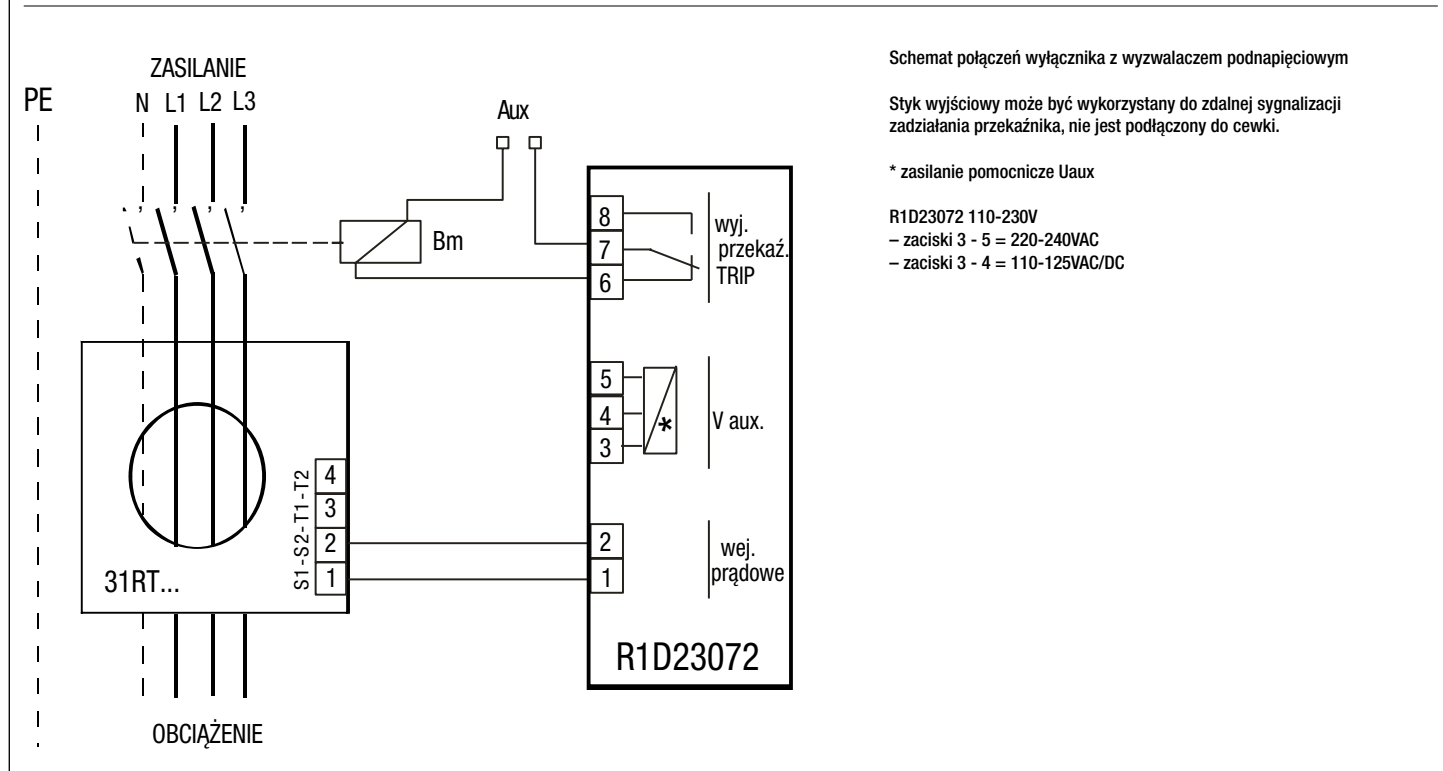 ZASILANIE
PE
N L1 L2 L3
Aux
Bm
8
7
6
wyj.
przekaź.
TRIP
5
4
3
*
V aux.
2
1
wej.
prądowe
R1D23072
4
3
2
1
S1-S2-T1-T2
31RT...
OBCIĄŻENIE
Schemat połączeń wyłącznika z wyzwalaczem podnapięciowym
Styk wyjściowy może być wykorzystany do zdalnej sygnalizacji
zadziałania przekaźnika, nie jest podłączony do cewki.
* zasilanie pomocnicze Uaux
R1D23072 110-230V
– zaciski 3 - 5 = 220-240VAC
– zaciski 3 - 4 = 110-125VAC/DC